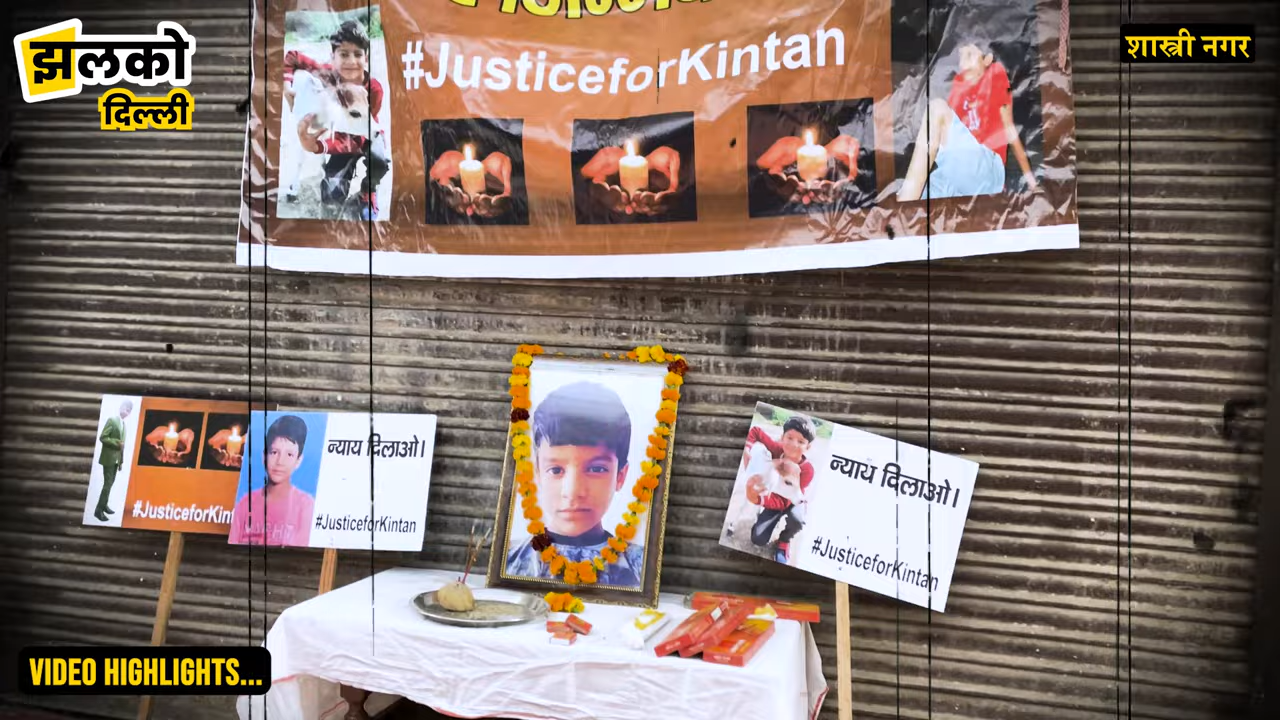 झलको
दिल्ली
शास्त्री नगर
#JusticeforKintan
#JusticeforKint
न्याय दिलाओ।
#JusticeforKintan
न्याय दिलाओ।
#JusticeforKintan
VIDEO HIGHLIGHTS...